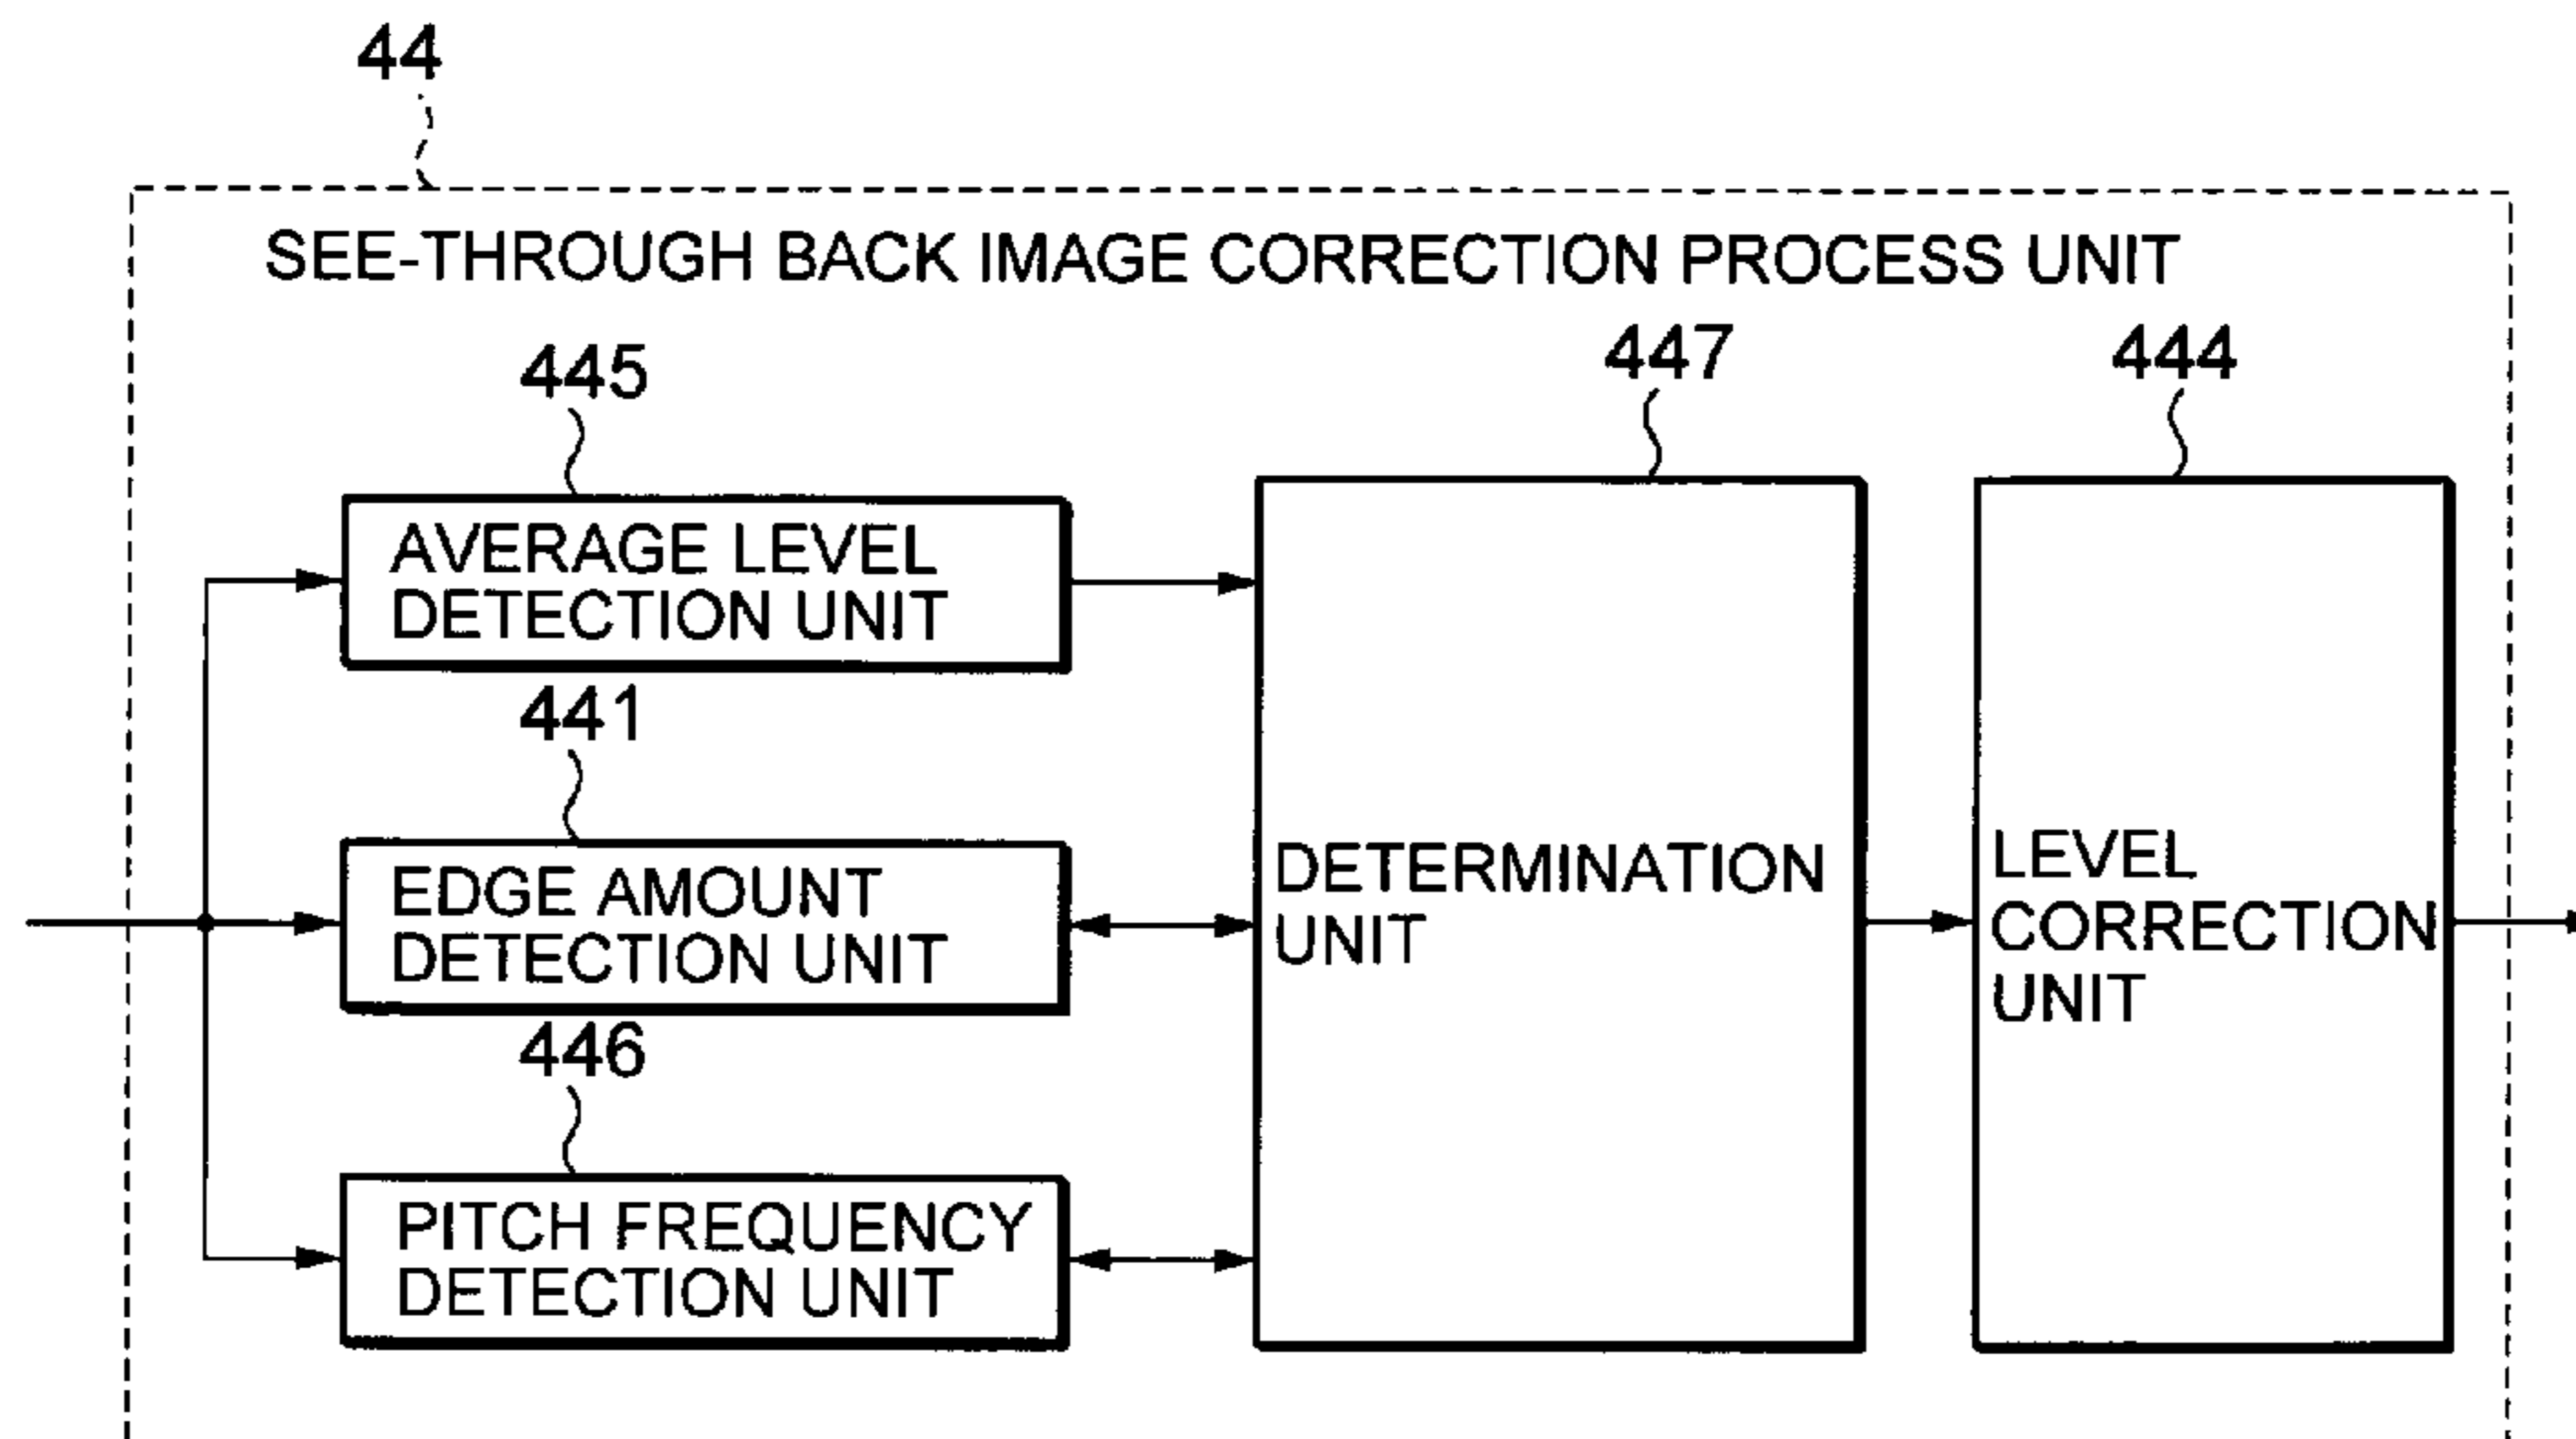 44
SEE-THROUGH BACK IMAGE CORRECTION PROCESS UNIT
445
447
444
AVERAGE LEVEL
DETECTION UNIT
441
EDGE AMOUNT
DETECTION UNIT
446
PITCH FREQUENCY
DETECTION UNIT
DETERMINATION
UNIT
LEVEL
CORRECTION
UNIT